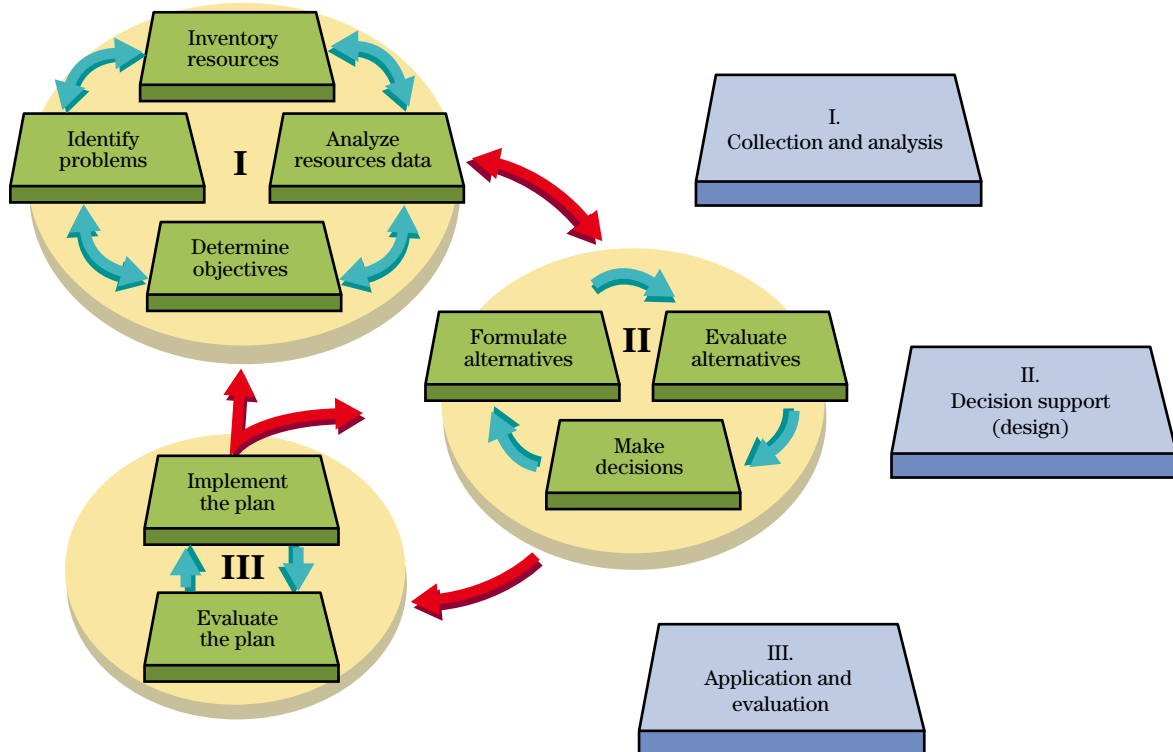 Inventory
resources
Identify
problems
I
Analyze
resources data
Determine
objectives
I.
Collection and analysis
Formulate
alternatives
II
Evaluate
alternatives
Make
decisions
II.
Decision support
(design)
Implement
the plan
III
Evaluate
the plan
III.
Application and
evaluation